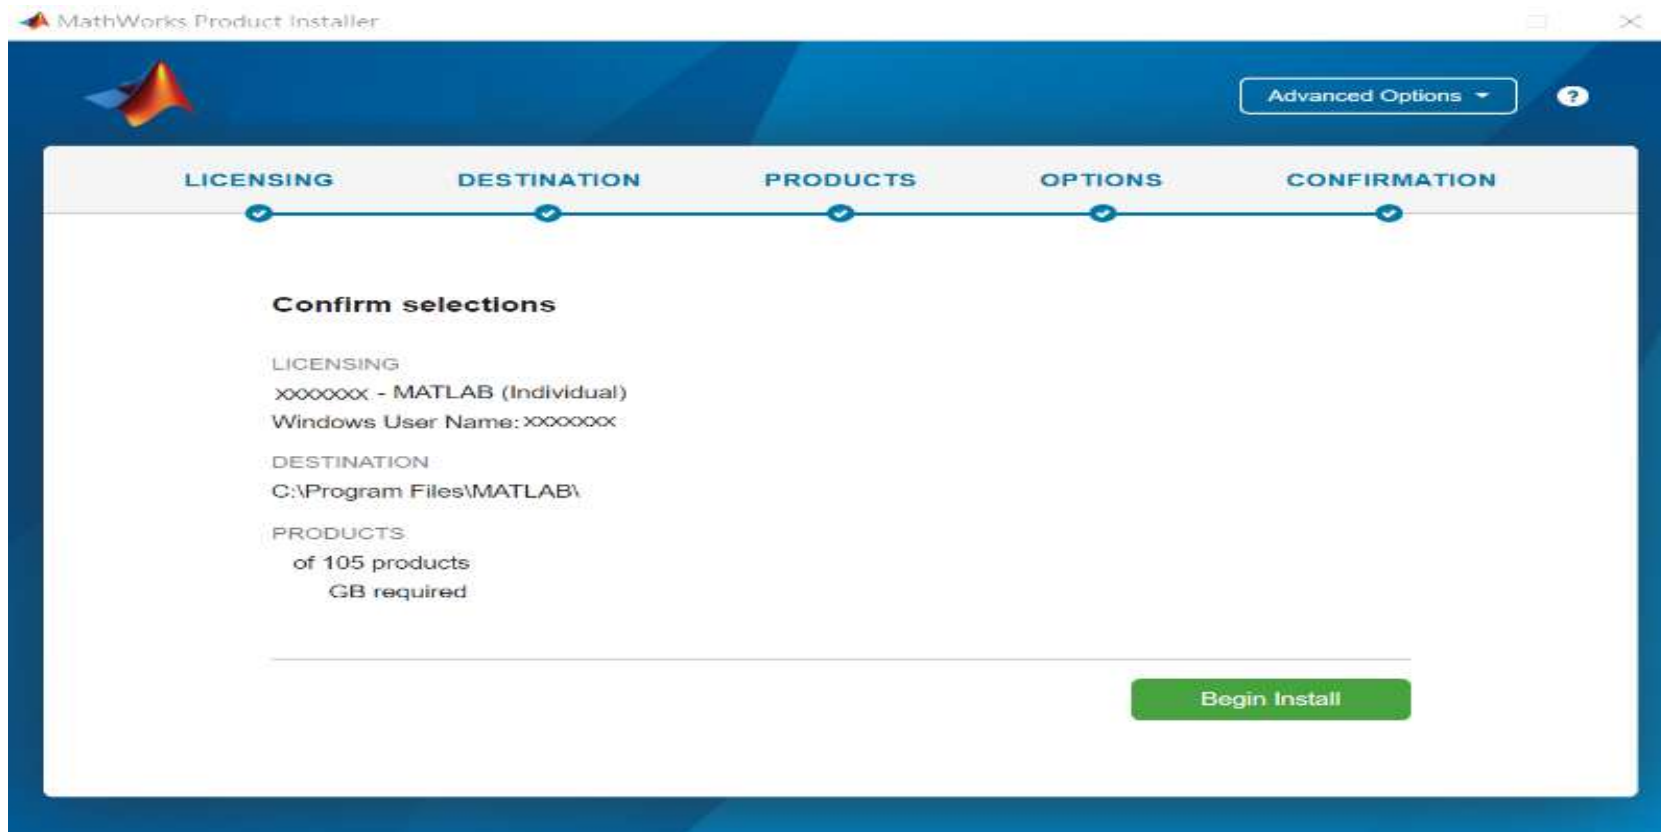 MathWorks Product Installer
Advanced Options
?
LICENSING DESTINATION PRODUCTS OPTIONS CONFIRMATION
Confirm selections
LICENSING
xxxxxxx - MATLAB (Individual)
Windows User Name: xxxxxxx
DESTINATION
C:\Program Files\MATLAB\
PRODUCTS
of 105 products
GB required
Begin Install